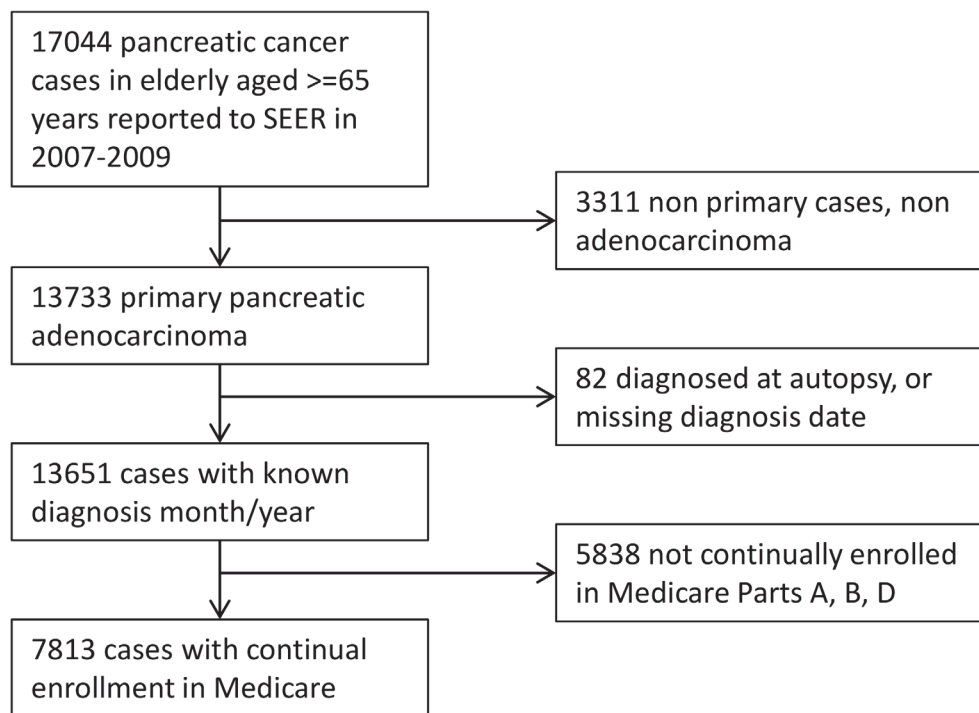 17044 pancreatic cancer
cases in elderly aged >=65
years reported to SEER in
2007-2009
3311 non primary cases, non
adenocarcinoma
13733 primary pancreatic
adenocarcinoma
82 diagnosed at autopsy, or
missing diagnosis date
13651 cases with known
diagnosis month/year
5838 not continually enrolled
in Medicare Parts A, B, D
7813 cases with continual
enrollment in Medicare